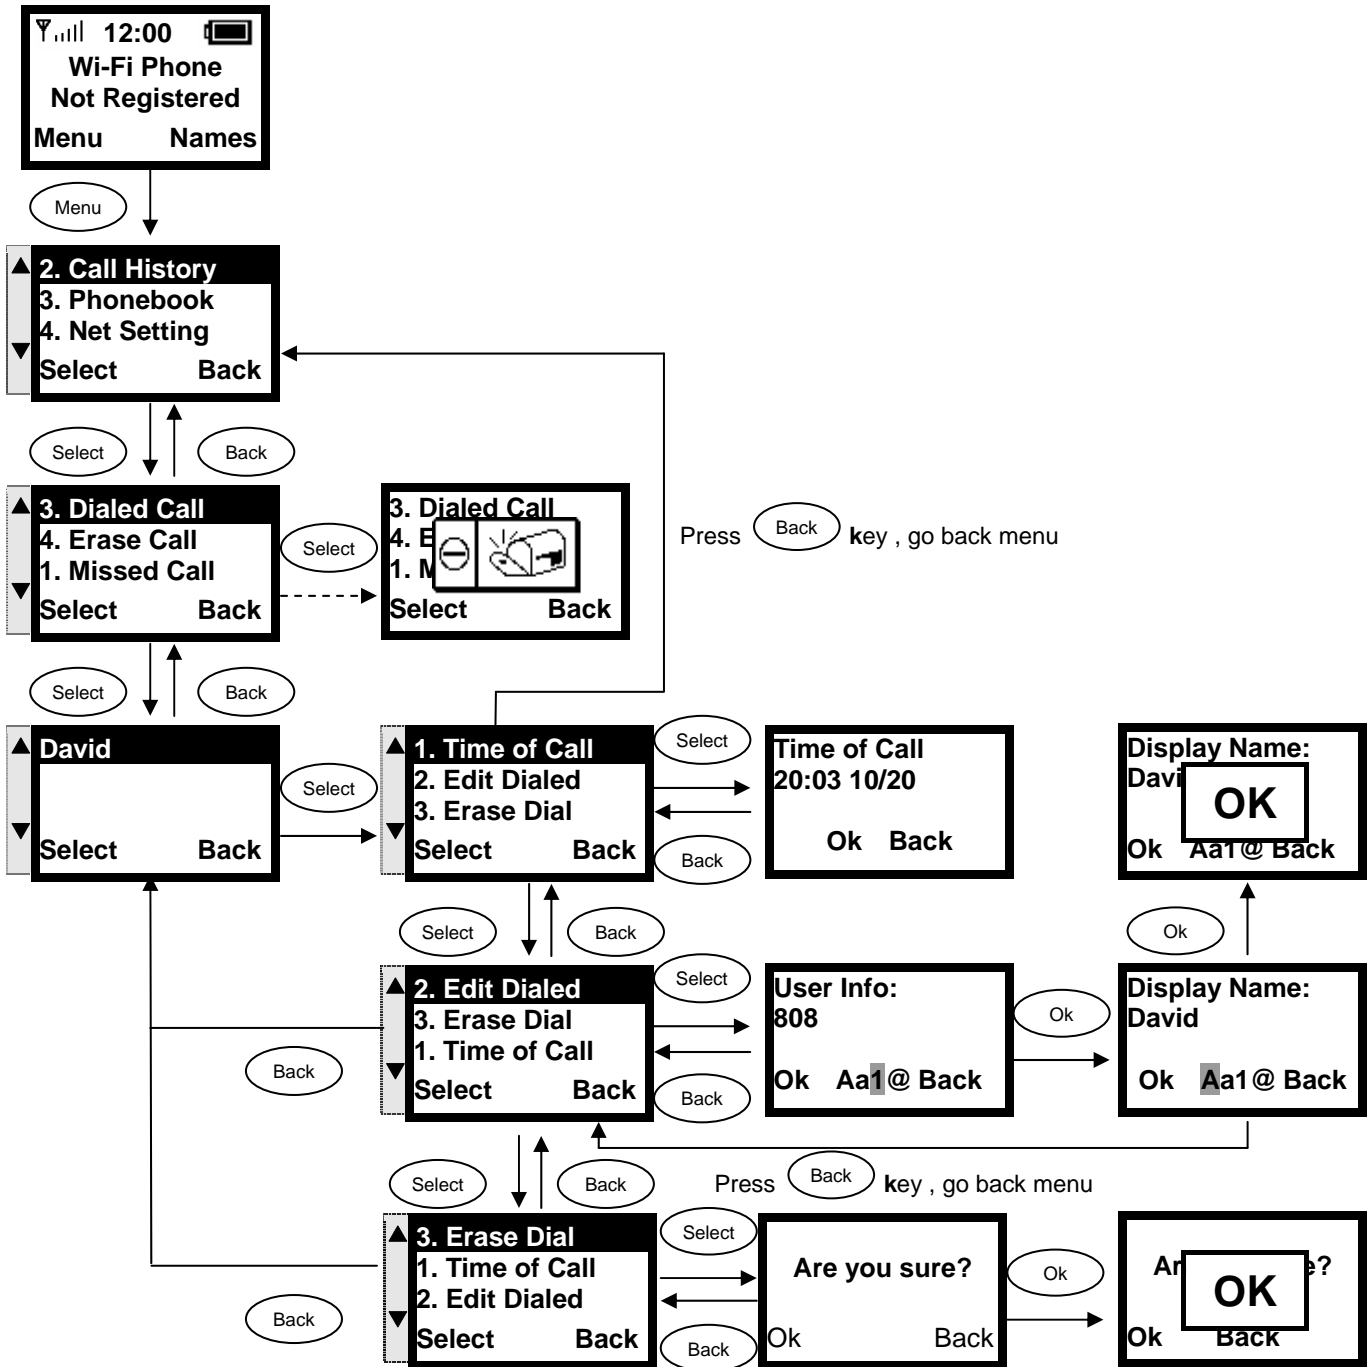 12:00
Wi-Fi Phone
Not Registered
Menu Names
Menu
2. Call History
3. Phonebook
4. Net Setting
Select Back
Select
Back
3. Dialed Call
4. Erase Call
1. Missed Call
Select Back
Select
3. Dialed Call
4. E
1. M
Select Back
Press Back key , go back menu
Select
Back
David
Select Back
Select
1. Time of Call
2. Edit Dialed
3. Erase Dial
Select Back
Select
Back
Time of Call
20:03 10/20
Ok Back
Display Name:
Davi
OK
Ok Aa1@ Back
Select
Back
Ok
2. Edit Dialed
3. Erase Dial
1. Time of Call
Select Back
Back
Select
Back
User Info:
808
Ok Aa1@ Back
Ok
Display Name:
David
Ok Aa1@ Back
Select
Back
Press Back key , go back menu
3. Erase Dial
1. Time of Call
2. Edit Dialed
Select Back
Back
Select
Back
Are you sure?
Ok Back
Ok
Ar e?
OK
Ok Back